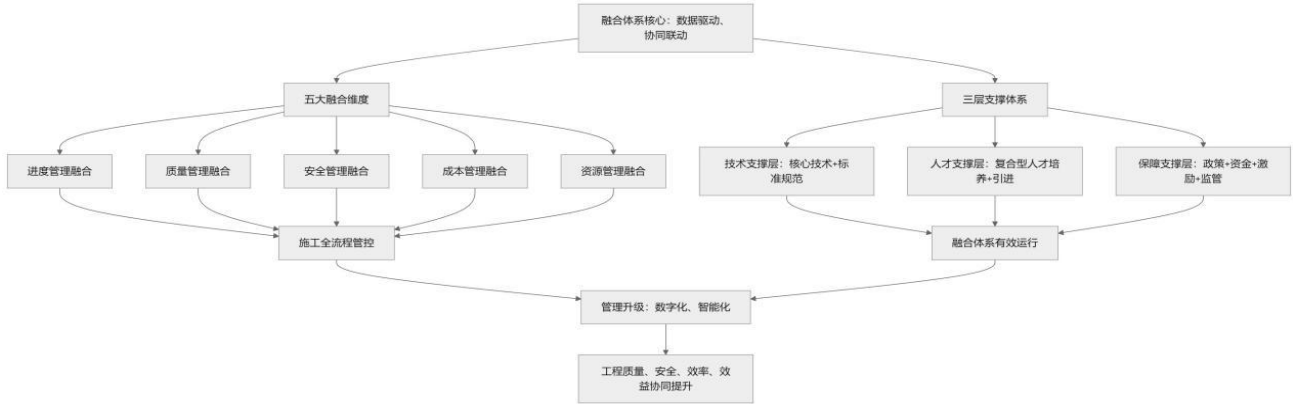 融合体系核心：数据驱动、
协同联动
五大融合维度
三层支撑体系
进度管理融合
质量管理融合
安全管理融合
成本管理融合
资源管理融合
技术支撑层：核心技术+标
准规范
人才支撑层：复合型人才培
养+引进
保障支撑层：政策+资金+激
励+监管
施工全流程管控
融合体系有效运行
管理升级：数字化、智能化
工程质量、安全、效率、效
益协同提升